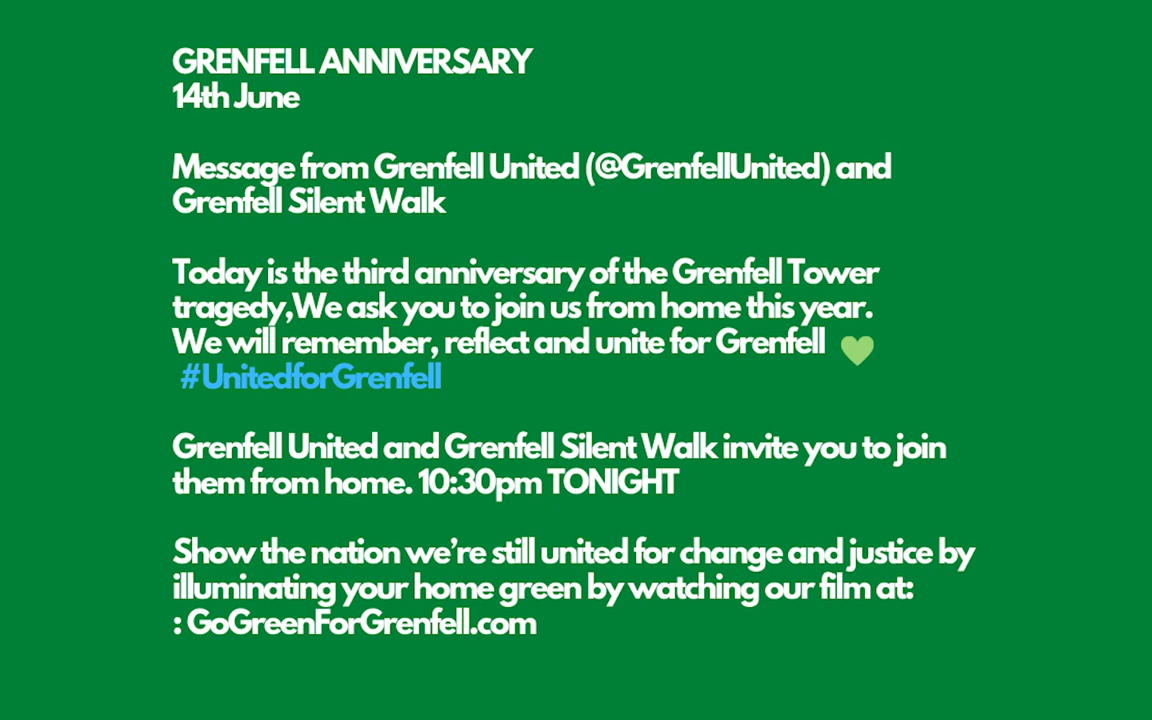 GRENFELL ANNIVERSARY
14th June
Message from Grenfell United (@GrenfellUnited) and
Grenfell Silent Walk
Today is the third anniversary of the Grenfell Tower
tragedy,We ask you to join us from home this year.
We will remember, reflect and unite for Grenfell 💚
#UnitedforGrenfell
Grenfell United and Grenfell Silent Walk invite you to join
them from home. 10:30pm TONIGHT
Show the nation we’re still united for change and justice by
illuminating your home green by watching our film at:
: GoGreenForGrenfell.com